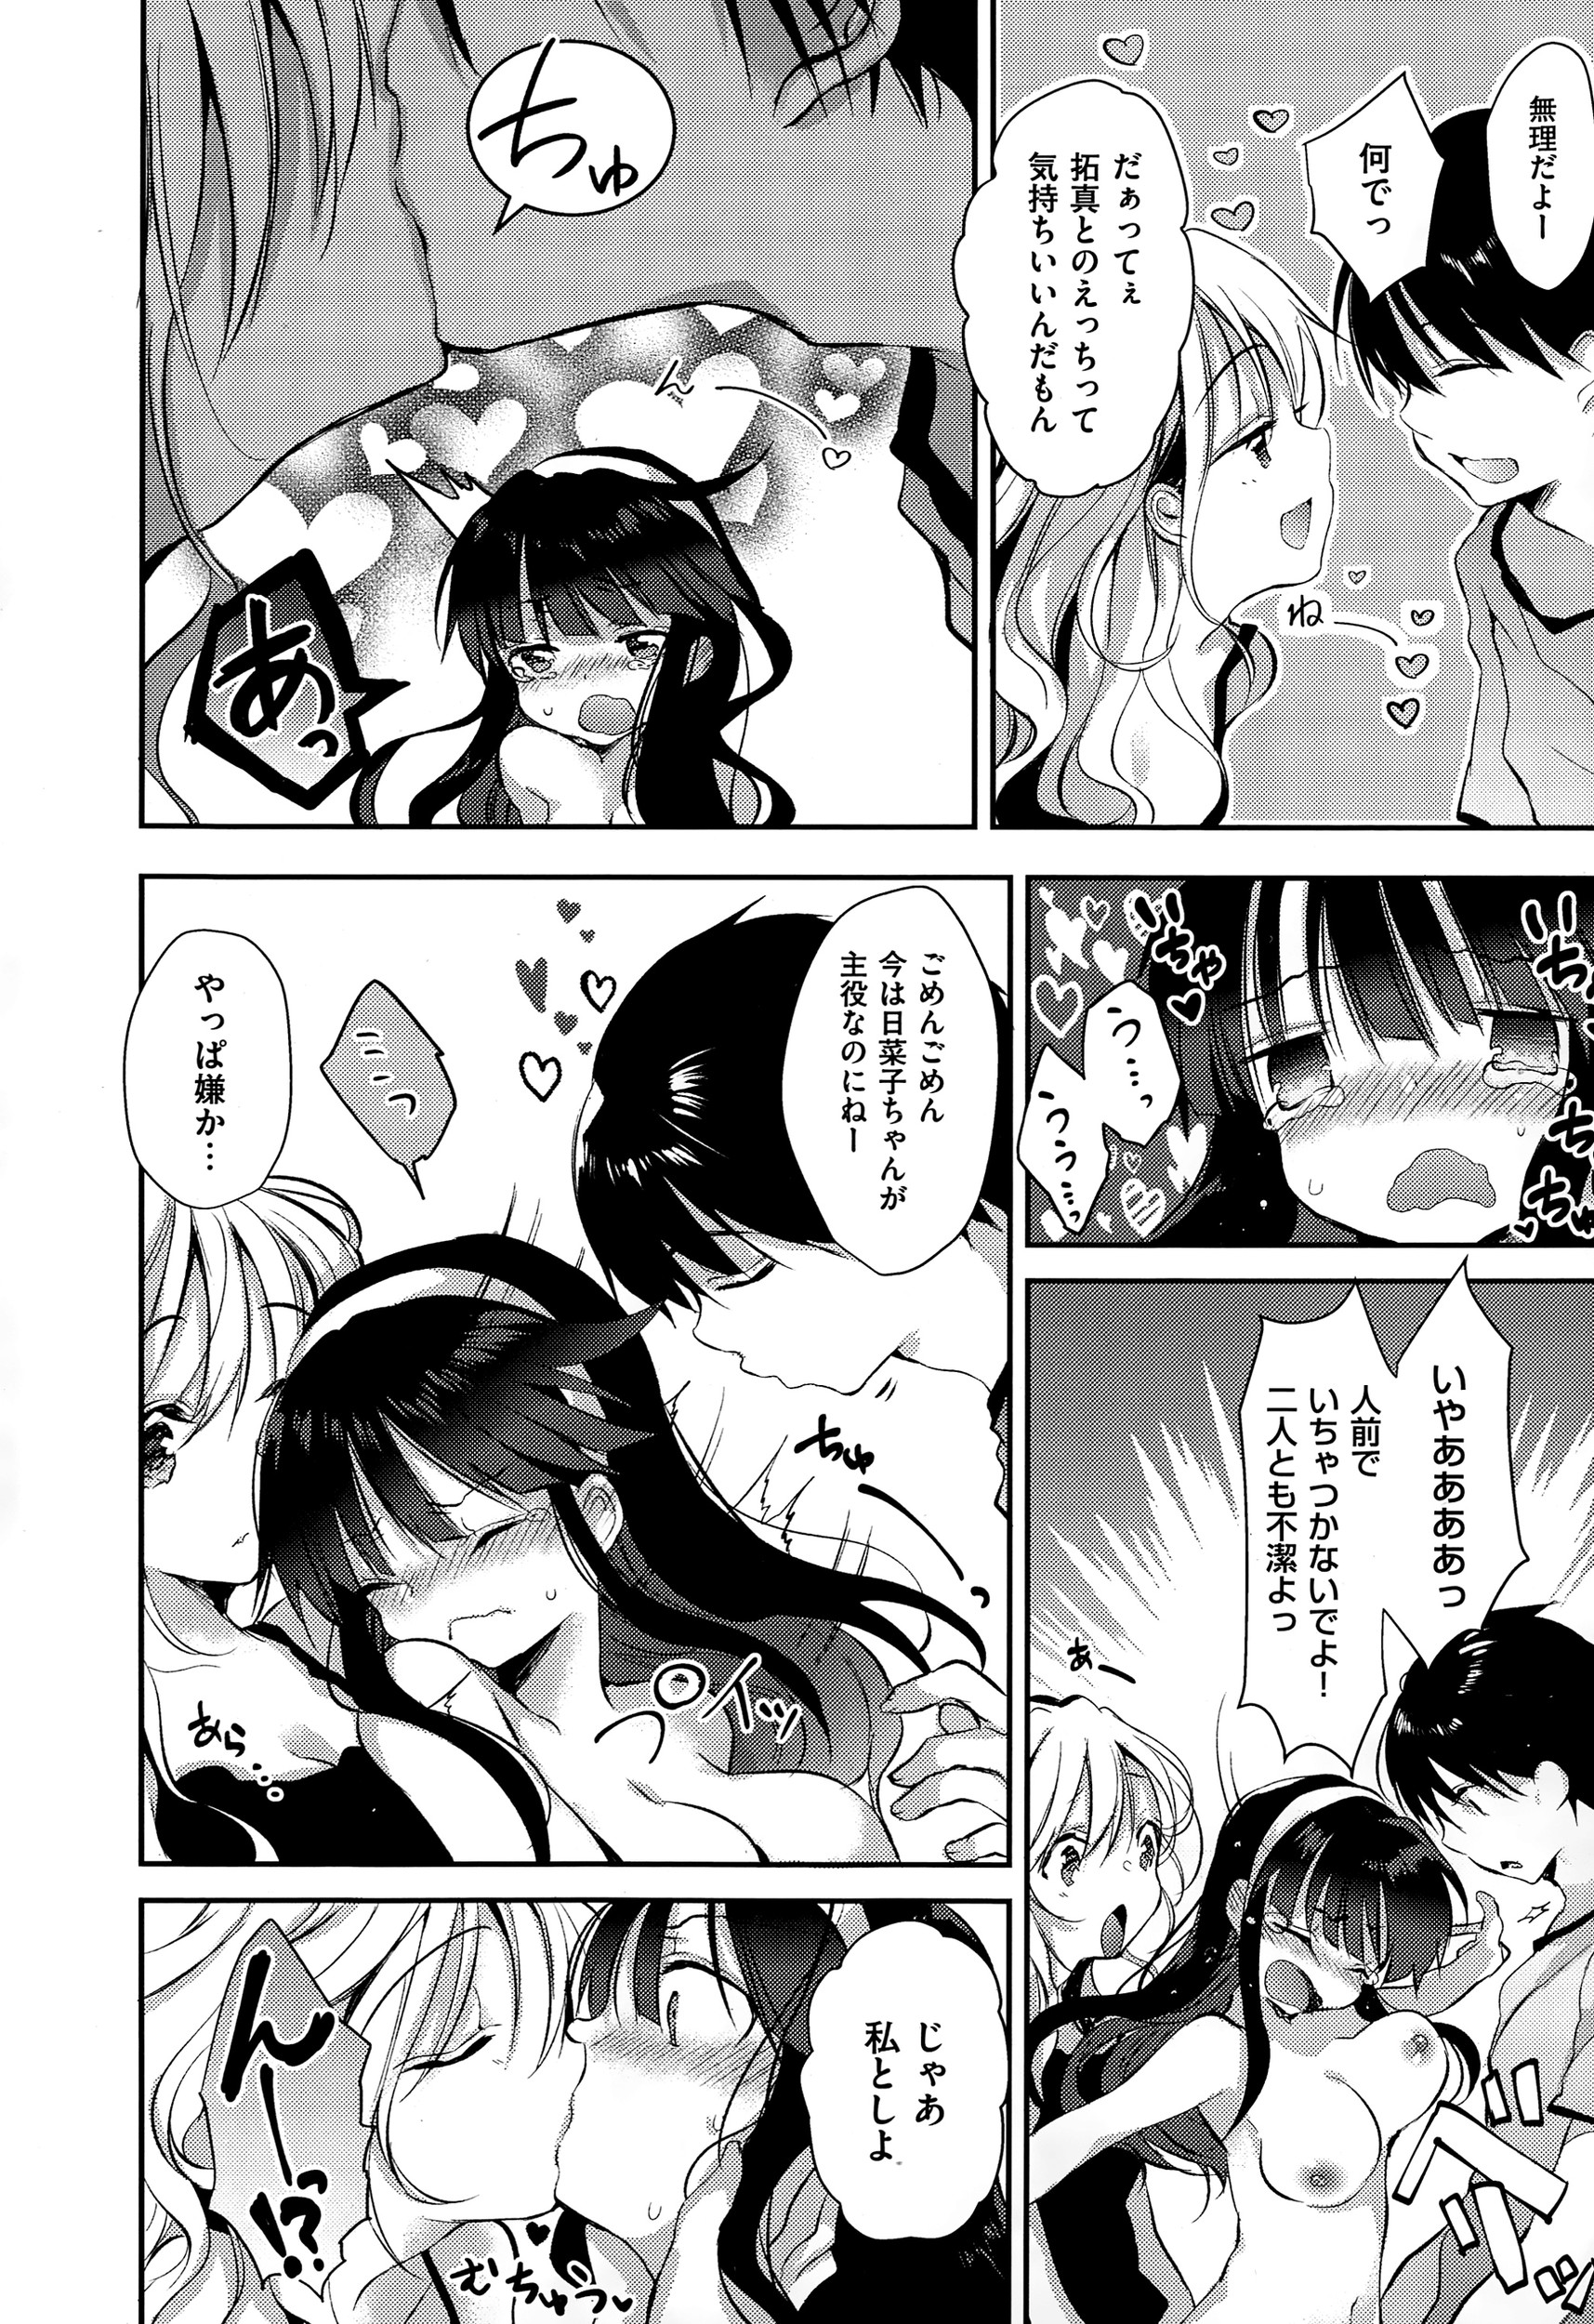 無理だよー
何でっ
だぁってぇ
拓真とのえっちって
気持ちいいんだもん
ね
ちゅ
ん
あっ
いちゃ
いちゃ
う…っ
うう…っ
ちゅ
ちゅ
いやああああっ
人前で
いちゃつかないでよ！
二人とも不潔よっ
あ
ごめんごめん
今は日菜子ちゃんが
主役なのにねー
こっ
やっぱ嫌か…
ちゅっ
プイッ
あら…
じゃあ
私としよ
んーっ!?
むちゅっ